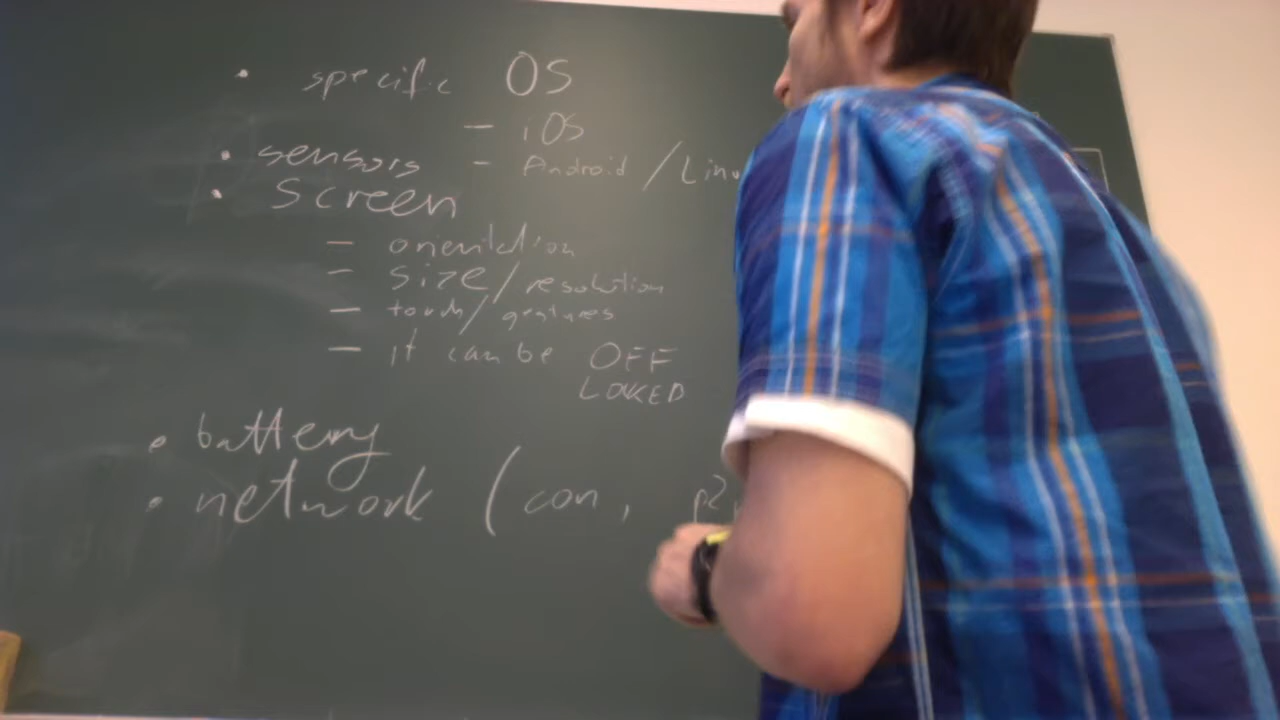 • specific OS
– iOS
• sensors – Android / Linu
• Screen
– orientation
– size / resolution
– touch / gestures
– it can be OFF
LOCKED
• battery
• network ( con, p2